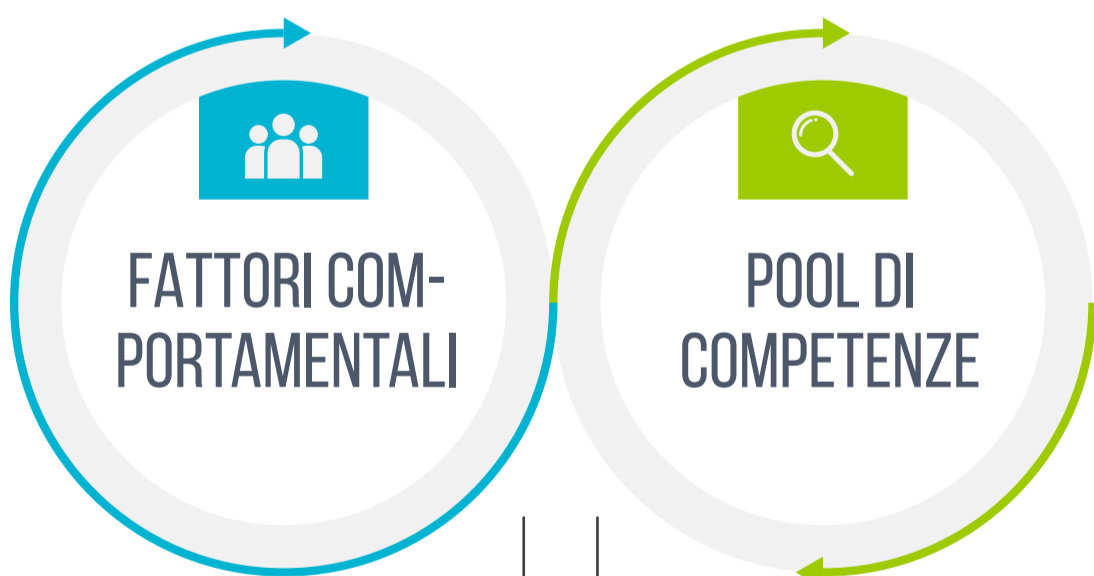 FATTORI COM-
PORTAMENTALI
POOL DI
COMPETENZE